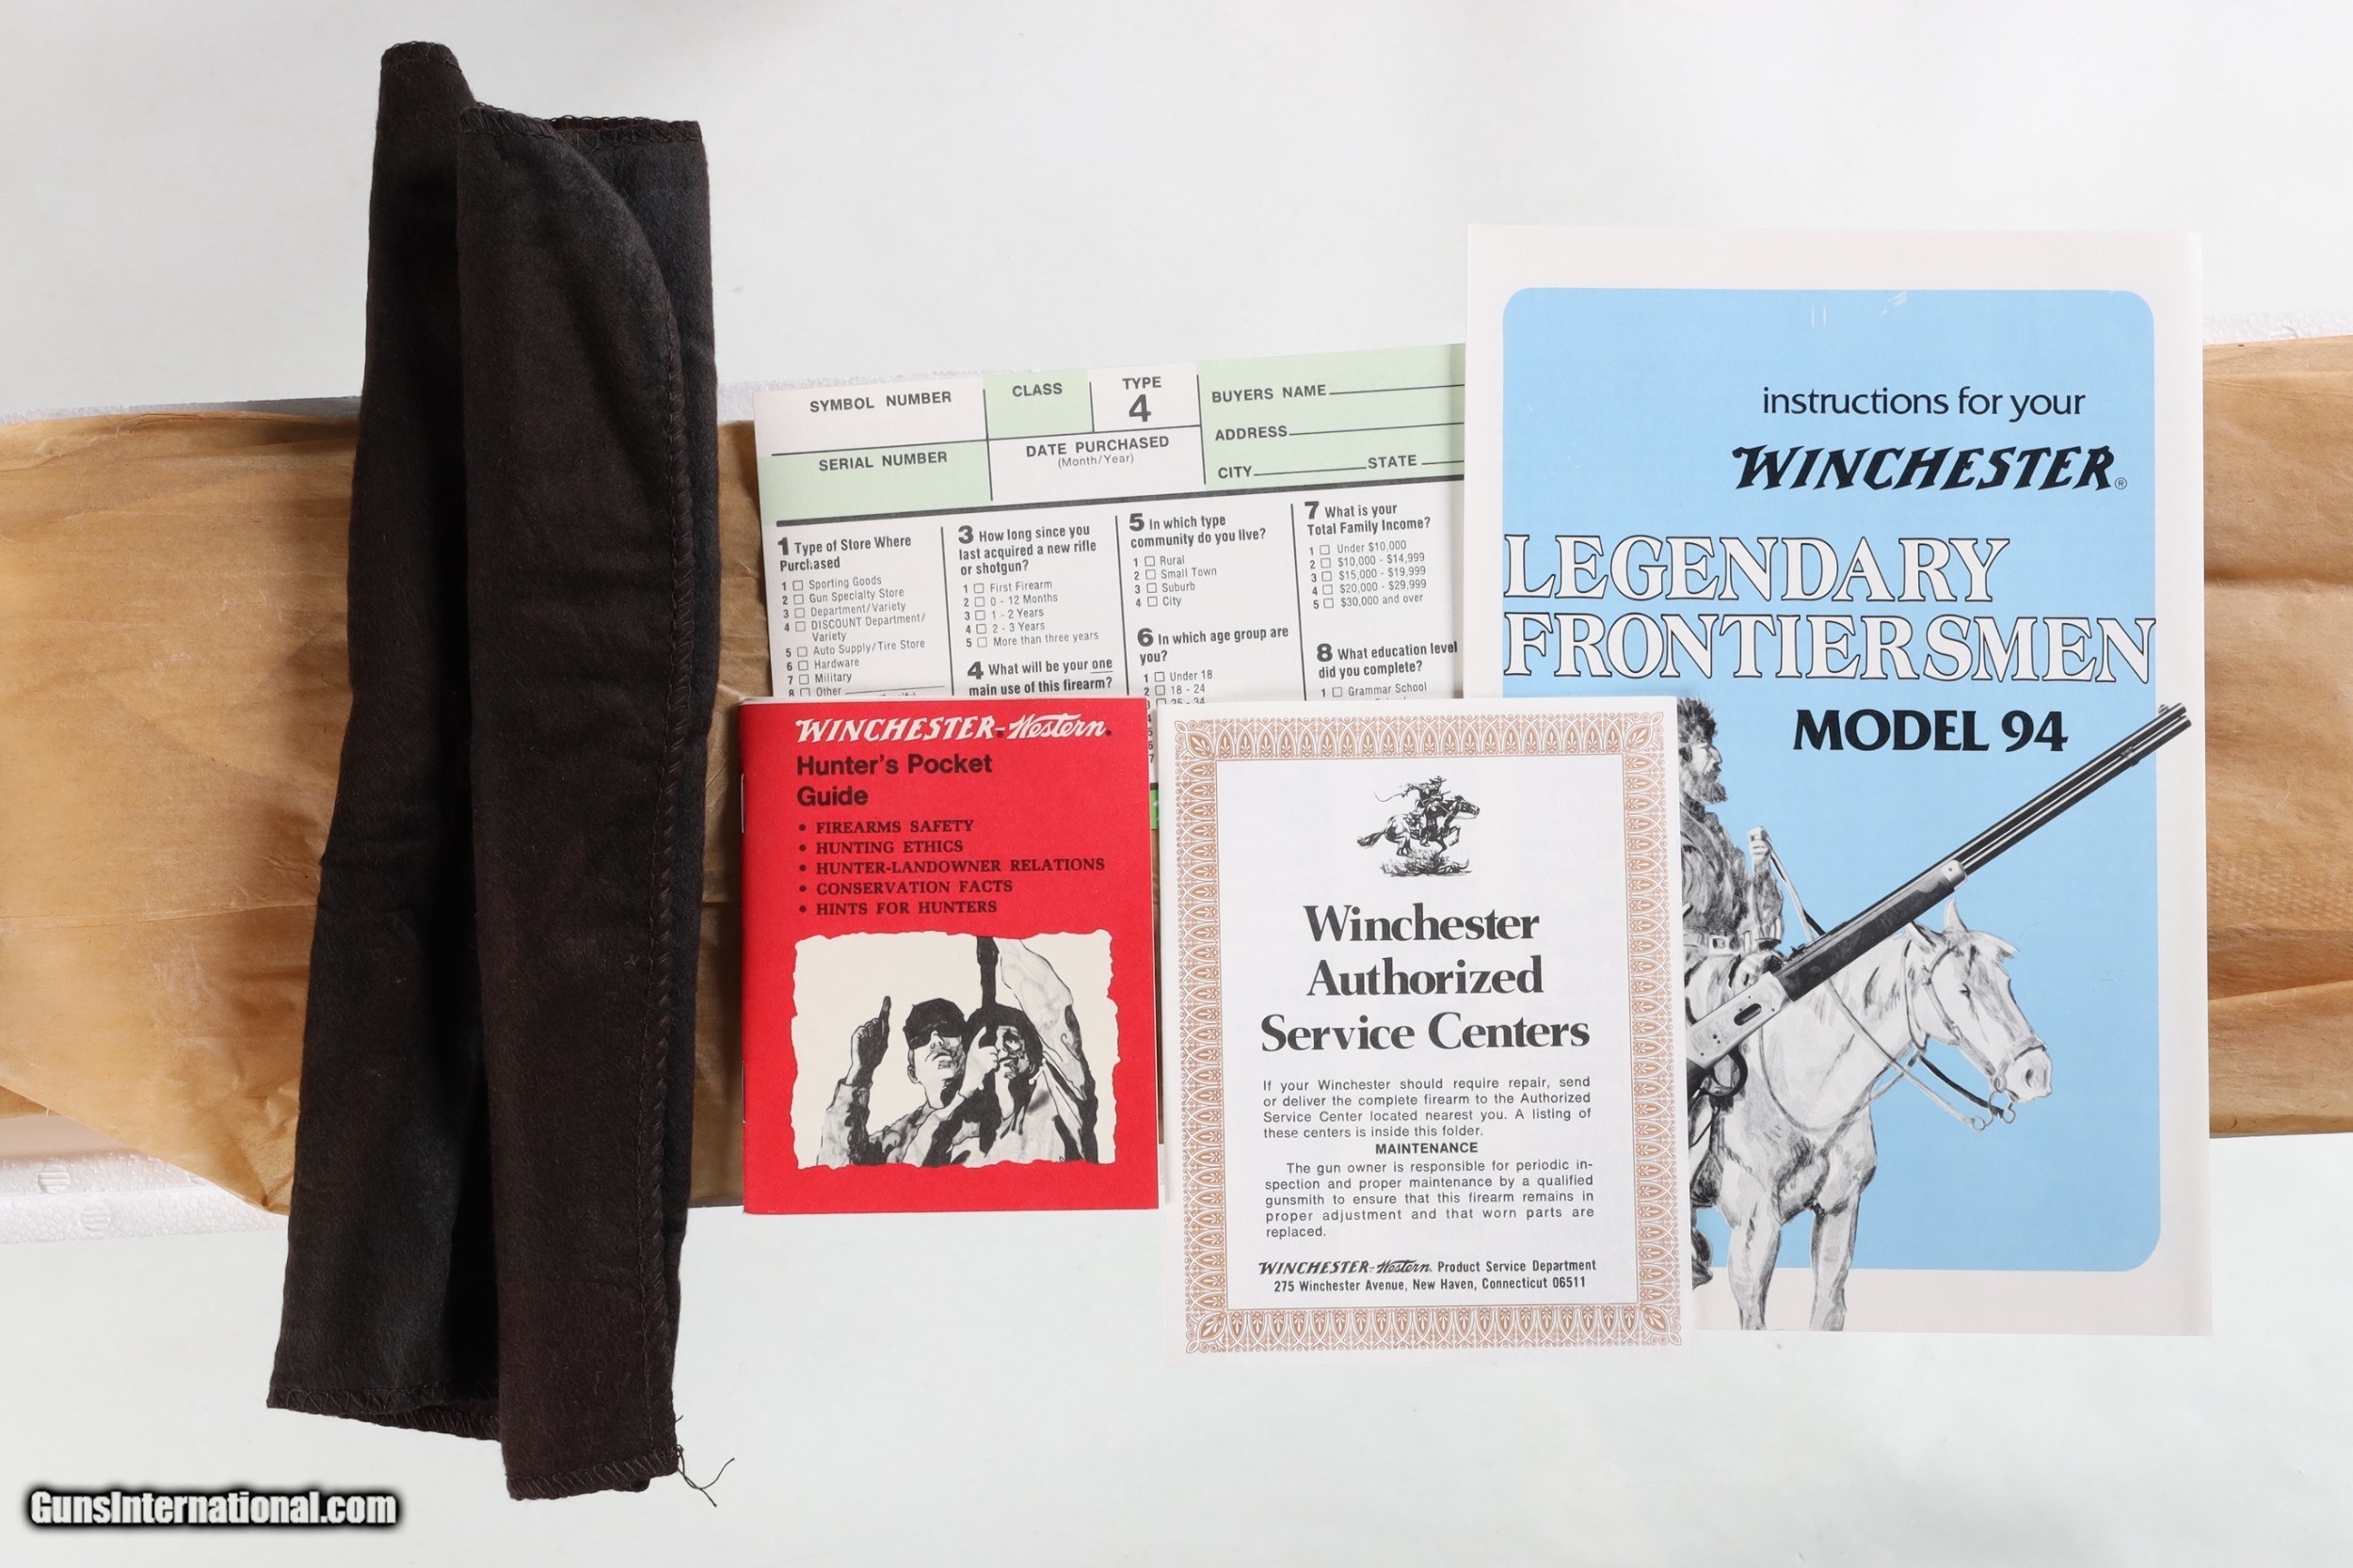 SYMBOL NUMBER
CLASS
TYPE
4
BUYERS NAME
ADDRESS
CITY STATE
SERIAL NUMBER
DATE PURCHASED
(Month/Year)
1 Type of Store Where
Purchased
1 Sporting Goods
2 Gun Specialty Store
3 Department/Variety
4 DISCOUNT Department/
Variety
5 Auto Supply/Tire Store
6 Hardware
7 Military
8 Other
3 How long since you
last acquired a new rifle
or shotgun?
1 First Firearm
2 0 - 12 Months
3 1 - 2 Years
4 2 - 3 Years
5 More than three years
4 What will be your one
main use of this firearm?
5 In which type
community do you live?
1 Rural
2 Small Town
3 Suburb
4 City
6 In which age group are
you?
1 Under 18
2 18 - 24
25 - 34
5
6
7
7 What is your
Total Family Income?
1 Under $10,000
2 $10,000 - $14,999
3 $15,000 - $19,999
4 $20,000 - $29,999
5 $30,000 and over
8 What education level
did you complete?
1 Grammar School
instructions for your
WINCHESTER®
LEGENDARY
FRONTIERSMEN
MODEL 94
WINCHESTER-Western®
Hunter's Pocket
Guide
• FIREARMS SAFETY
• HUNTING ETHICS
• HUNTER-LANDOWNER RELATIONS
• CONSERVATION FACTS
• HINTS FOR HUNTERS
Winchester
Authorized
Service Centers
If your Winchester should require repair, send
or deliver the complete firearm to the Authorized
Service Center located nearest you. A listing of
these centers is inside this folder.
MAINTENANCE
The gun owner is responsible for periodic in-
spection and proper maintenance by a qualified
gunsmith to ensure that this firearm remains in
proper adjustment and that worn parts are
replaced.
WINCHESTER-Western® Product Service Department
275 Winchester Avenue, New Haven, Connecticut 06511
GunsInternational.com